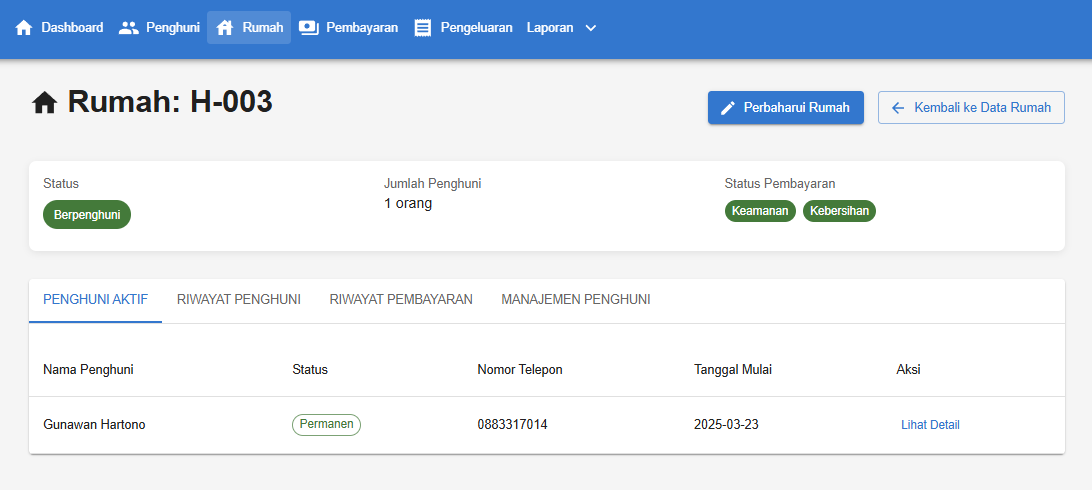 Dashboard Penghuni Rumah Pembayaran Pengeluaran Laporan
Rumah: H-003
Perbaharui Rumah
Kembali ke Data Rumah
Status
Berpenghuni
Jumlah Penghuni
1 orang
Status Pembayaran
Keamanan Kebersihan
PENGHUNI AKTIF RIWAYAT PENGHUNI RIWAYAT PEMBAYARAN MANAJEMEN PENGHUNI
Nama Penghuni Status Nomor Telepon Tanggal Mulai Aksi
Gunawan Hartono Permanen 0883317014 2025-03-23 Lihat Detail